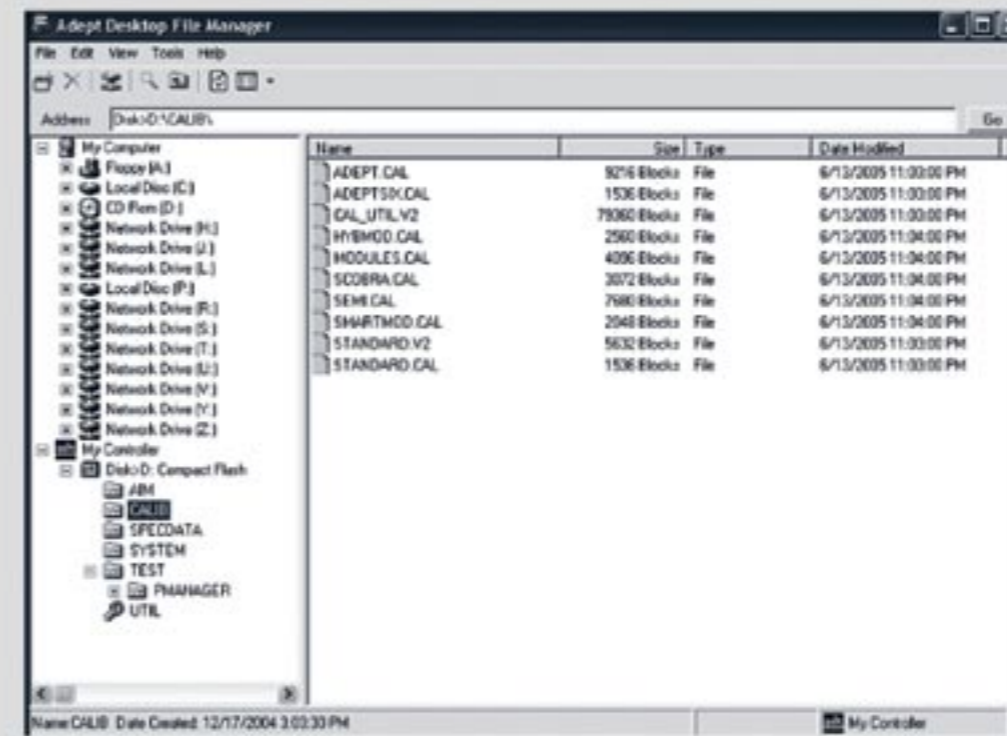 Adept Desktop File Manager
File Edit View Tools Help
Address Disk>D:\CALIB\ Go
My Computer
Floppy (A:)
Local Disc (C:)
CD Rom (D:)
Network Drive (H:)
Network Drive (J:)
Network Drive (L:)
Local Disc (P:)
Network Drive (R:)
Network Drive (S:)
Network Drive (T:)
Network Drive (U:)
Network Drive (V:)
Network Drive (Y:)
Network Drive (Z:)
My Controller
Disk>D: Compact Flash
AIM
CALIB
SPECDATA
SYSTEM
TEST
PMANAGER
UTIL
Name Size Type Date Modified
ADEPT.CAL 9216 Blocks File 6/13/2005 11:03:00 PM
ADEPTSIX.CAL 1536 Blocks File 6/13/2005 11:03:00 PM
CAL_UTIL.V2 79360 Blocks File 6/13/2005 11:03:00 PM
HYBMOD.CAL 2560 Blocks File 6/13/2005 11:04:00 PM
MODULES.CAL 4096 Blocks File 6/13/2005 11:04:00 PM
SCOBRA.CAL 3072 Blocks File 6/13/2005 11:04:00 PM
SEMI.CAL 7680 Blocks File 6/13/2005 11:04:00 PM
SMARTMOD.CAL 2048 Blocks File 6/13/2005 11:04:00 PM
STANDARD.V2 5632 Blocks File 6/13/2005 11:03:00 PM
STANDARD.CAL 1536 Blocks File 6/13/2005 11:03:00 PM
Name:CALIB Date Created: 12/17/2004 3:03:30 PM My Controller